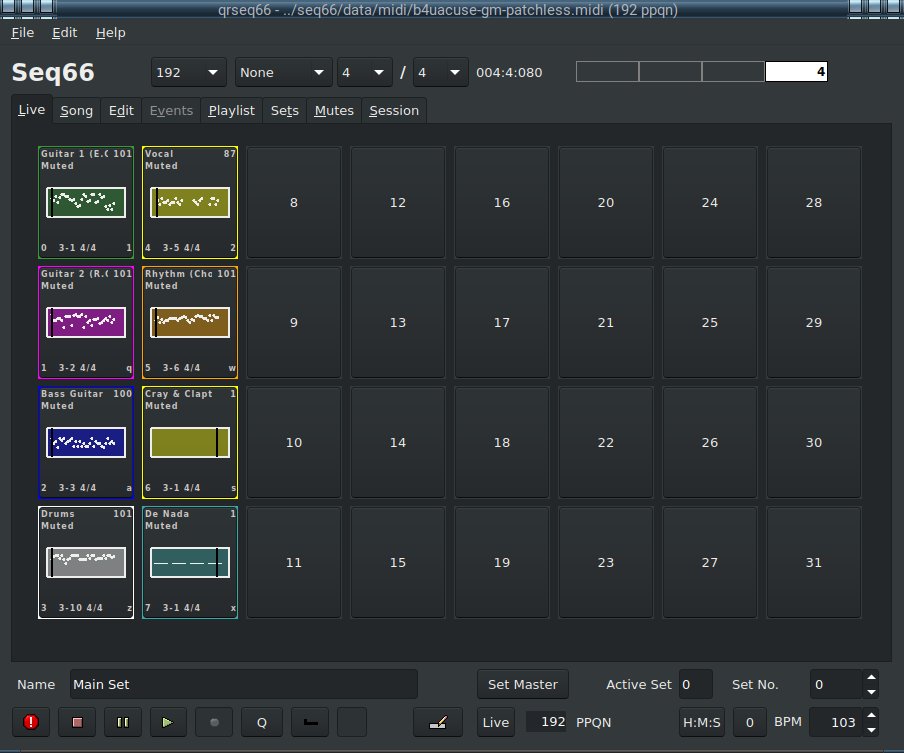 qrseq66 - ../seq66/data/midi/b4uacuse-gm-patchless.midi (192 ppqn)
File Edit Help
Seq66 192 None 4 / 4 004:4:080 4
Live Song Edit Events Playlist Sets Mutes Session
Guitar 1 (E.C 101
Muted
0 3-1 4/4 1
Vocal 87
Muted
4 3-5 4/4 2
8 12 16 20 24 28
Guitar 2 (R.C 101
Muted
1 3-2 4/4 q
Rhythm (Chc 101
Muted
5 3-6 4/4 w
9 13 17 21 25 29
Bass Guitar 100
Muted
2 3-3 4/4 a
Cray & Clapt 1
Muted
6 3-1 4/4 s
10 14 18 22 26 30
Drums 101
Muted
3 3-10 4/4 z
De Nada 1
Muted
7 3-1 4/4 x
11 15 19 23 27 31
Name Main Set Set Master Active Set 0 Set No. 0
Q Live 192 PPQN H:M:S 0 BPM 103